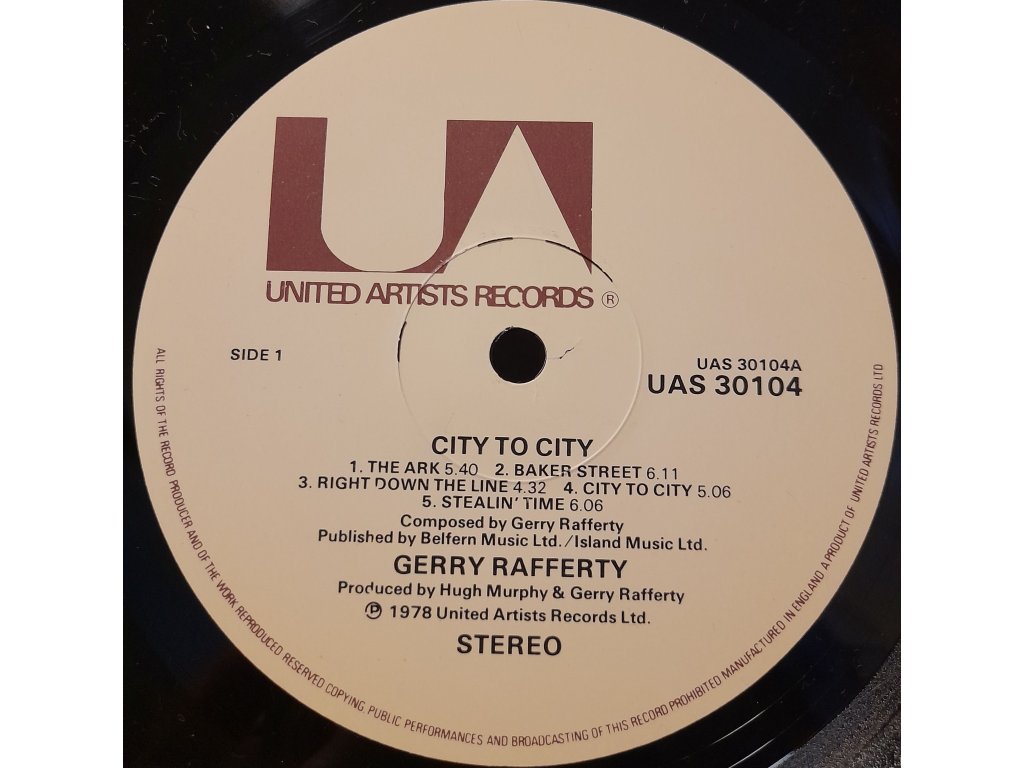 UA
UNITED ARTISTS RECORDS ®
SIDE 1
UAS 30104A
UAS 30104
CITY TO CITY
1. THE ARK 5.40 2. BAKER STREET 6.11
3. RIGHT DOWN THE LINE 4.32 4. CITY TO CITY 5.06
5. STEALIN' TIME 6.06
Composed by Gerry Rafferty
Published by Belfern Music Ltd./Island Music Ltd.
GERRY RAFFERTY
Produced by Hugh Murphy & Gerry Rafferty
℗ 1978 United Artists Records Ltd.
STEREO
ALL RIGHTS OF THE RECORD PRODUCER AND OF THE WORK REPRODUCED RESERVED COPYING, PUBLIC PERFORMANCES AND BROADCASTING OF THIS RECORD PROHIBITED MANUFACTURED IN ENGLAND A PRODUCT OF UNITED ARTISTS RECORDS LTD